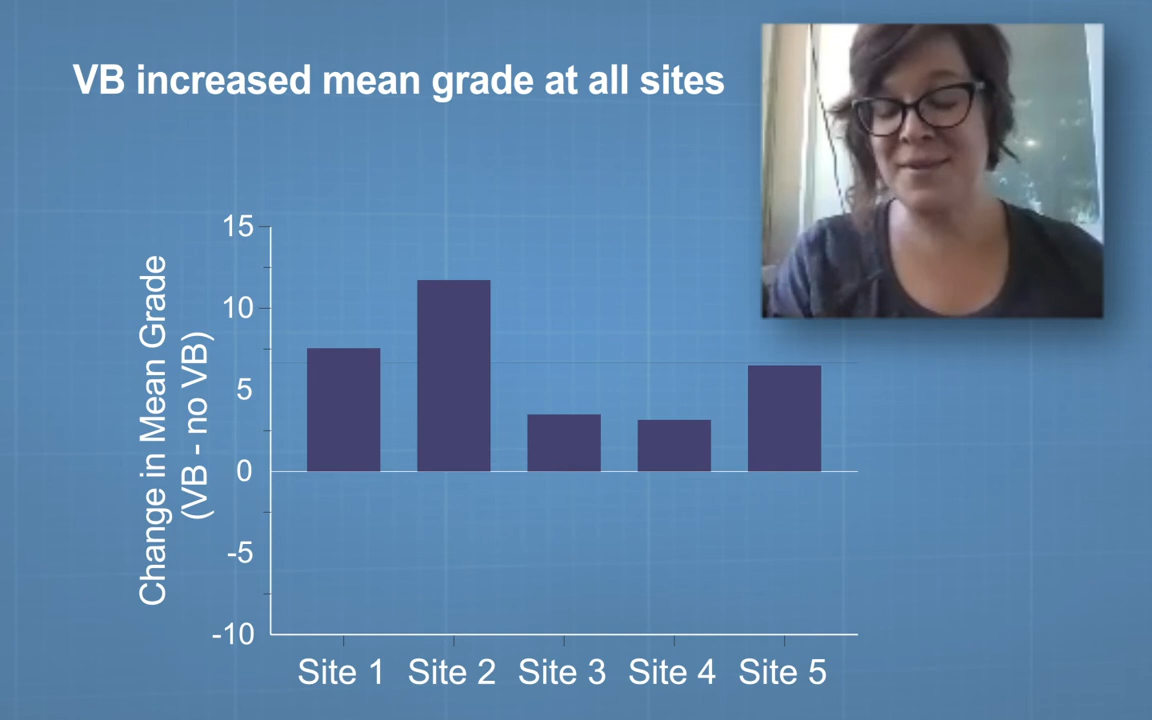 VB increased mean grade at all sites
Change in Mean Grade
(VB - no VB)
15
10
5
0
-5
-10
Site 1 Site 2 Site 3 Site 4 Site 5